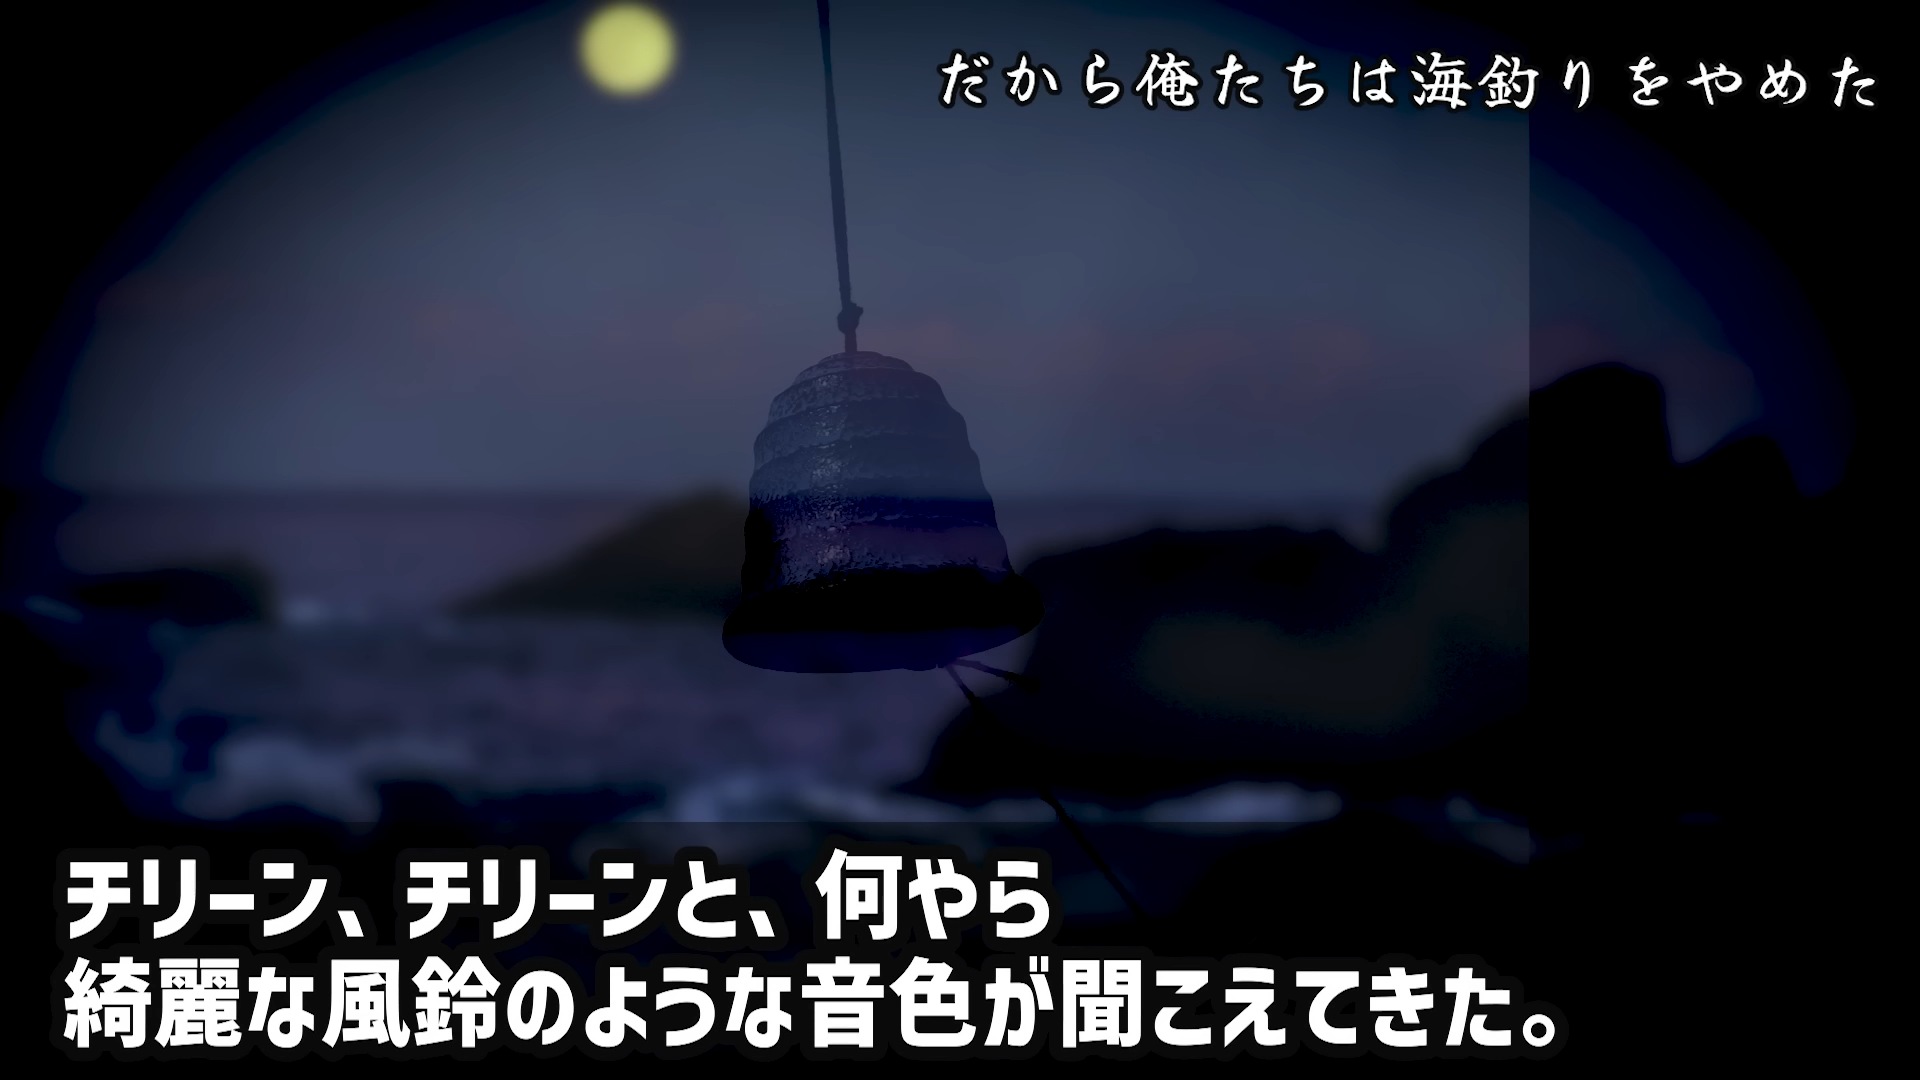 だから俺たちは海釣りをやめた
チリーン、チリーンと、何やら
綺麗な風鈴のような音色が聞こえてきた。